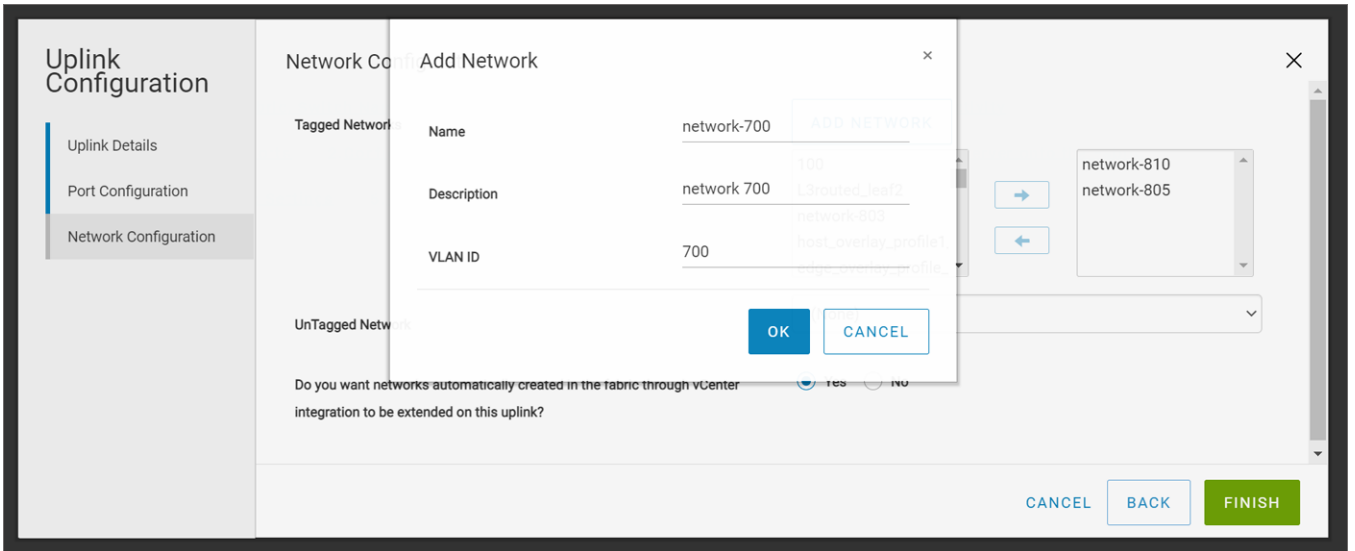 Uplink
Configuration
Uplink Details
Port Configuration
Network Configuration
Network Configuration
×
Tagged Networks
ADD NETWORK
100
L3routed_leaf2
network-803
host_overlay_profile1
edge_overlay_profile_
network-810
network-805
UnTagged Network
Do you want networks automatically created in the fabric through vCenter
integration to be extended on this uplink?
Yes
No
Add Network
×
Name
network-700
Description
network 700
VLAN ID
700
OK
CANCEL
CANCEL
BACK
FINISH